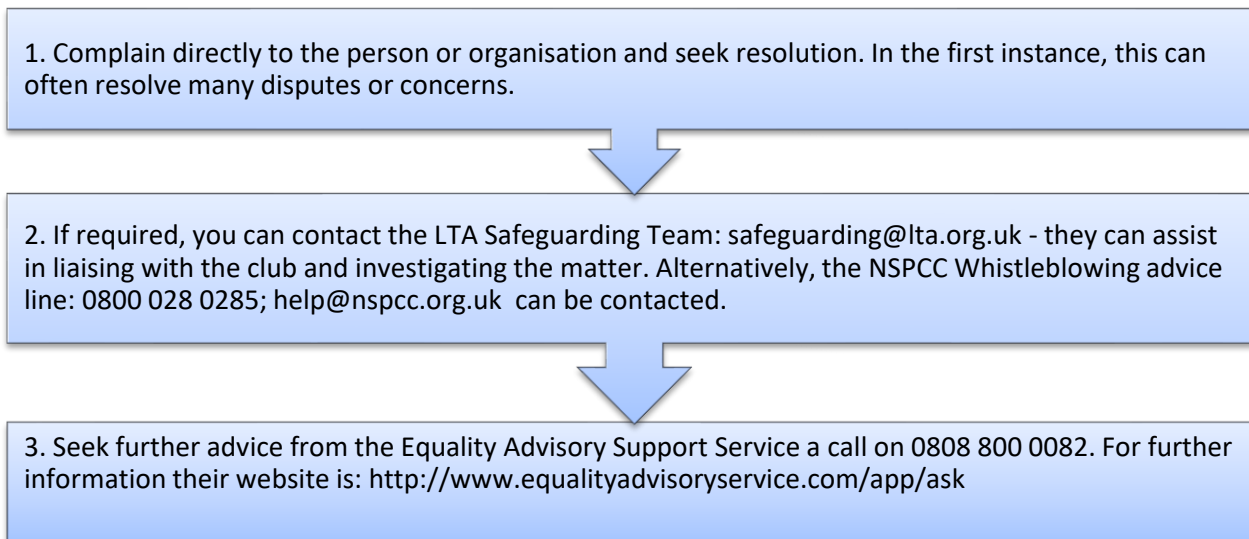 1. Complain directly to the person or organisation and seek resolution. In the first instance, this can
often resolve many disputes or concerns.
2. If required, you can contact the LTA Safeguarding Team: safeguarding@lta.org.uk - they can assist
in liaising with the club and investigating the matter. Alternatively, the NSPCC Whistleblowing advice
line: 0800 028 0285; help@nspcc.org.uk  can be contacted.
3. Seek further advice from the Equality Advisory Support Service a call on 0808 800 0082. For further
information their website is: http://www.equalityadvisoryservice.com/app/ask